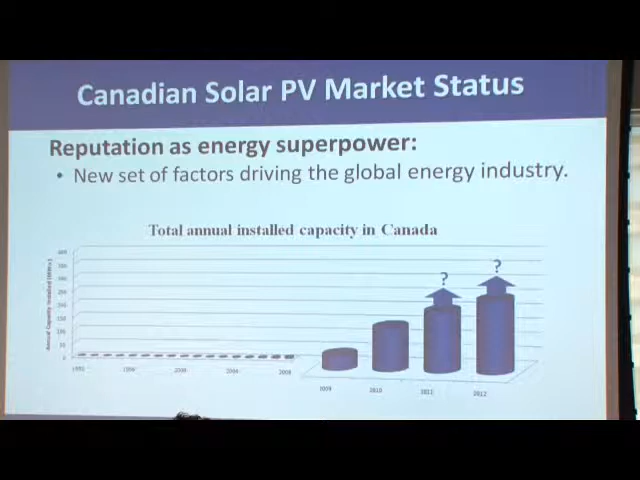 Canadian Solar PV Market Status
Reputation as energy superpower:
• New set of factors driving the global energy industry.
Total annual installed capacity in Canada
? ?
2009 2010 2011 2012